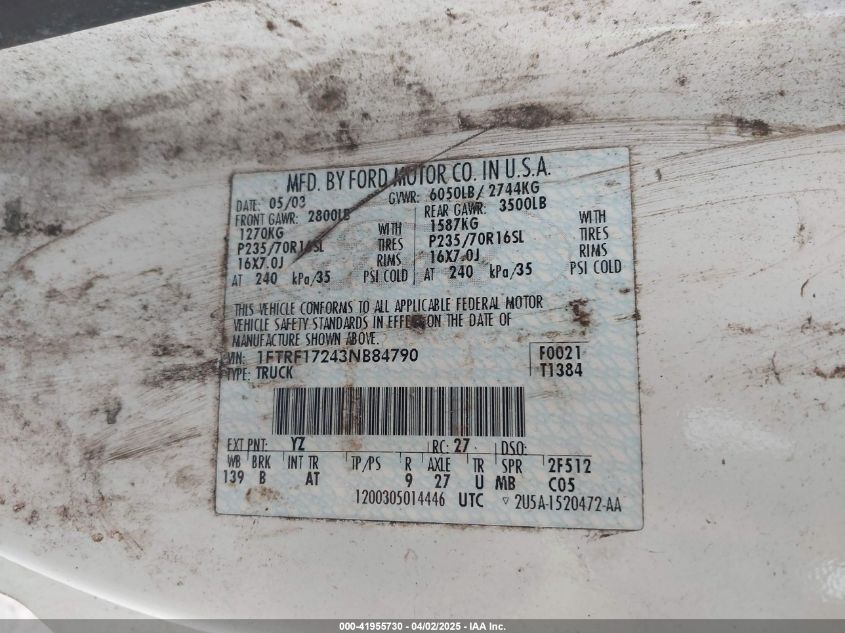 MFD. BY FORD MOTOR CO. IN U.S.A.
DATE: 05/03 GVWR: 6050LB/ 2744KG
FRONT GAWR: 2800LB REAR GAWR: 3500LB
1270KG WITH 1587KG WITH
P235/70R16SL TIRES P235/70R16SL TIRES
16X7.0J RIMS 16X7.0J RIMS
AT 240 kPa/35 PSI COLD AT 240 kPa/35 PSI COLD
THIS VEHICLE CONFORMS TO ALL APPLICABLE FEDERAL MOTOR
VEHICLE SAFETY STANDARDS IN EFFECT ON THE DATE OF
MANUFACTURE SHOWN ABOVE.
VIN: 1FTRF17243NB84790 F0021
TYPE: TRUCK T1384
EXT PNT: YZ RC: 27 DSO:
WB BRK INT TR TP/PS R AXLE TR SPR 2F512
139 B AT 9 27 U MB C05
1200305014446 UTC ▽ 2U5A-1520472-AA
000-41955730 - 04/02/2025 - IAA Inc.